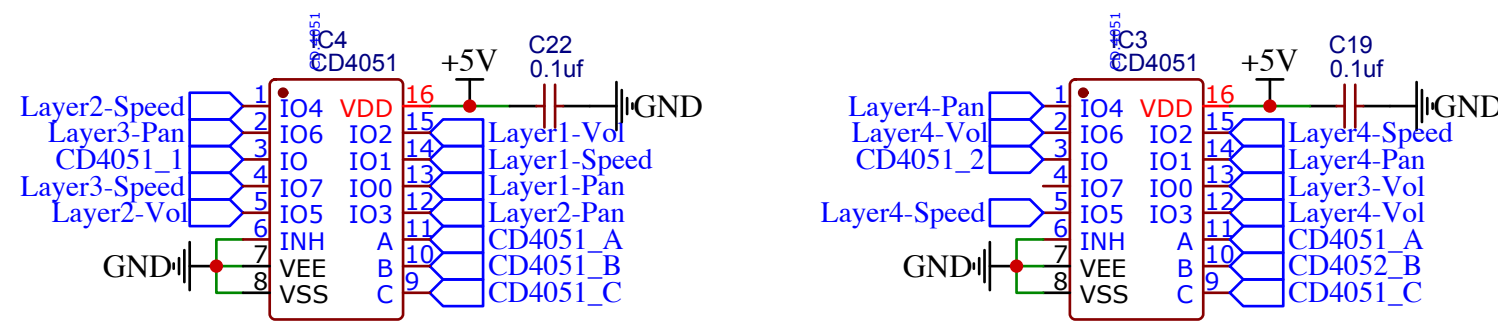 IC4
CD4051
CD4051
+5V
C22
0.1uf
GND
Layer2-Speed 1 IO4 VDD 16
Layer3-Pan 2 IO6 IO2 15 Layer1-Vol
CD4051_1 3 IO IO1 14 Layer1-Speed
Layer3-Speed 4 IO7 IO0 13 Layer1-Pan
Layer2-Vol 5 IO5 IO3 12 Layer2-Pan
6 INH A 11 CD4051_A
GND 7 VEE B 10 CD4051_B
8 VSS C 9 CD4051_C
IC3
CD4051
CD4051
+5V
C19
0.1uf
GND
Layer4-Pan 1 IO4 VDD 16
Layer4-Vol 2 IO6 IO2 15 Layer4-Speed
CD4051_2 3 IO IO1 14 Layer4-Pan
4 IO7 IO0 13 Layer3-Vol
Layer4-Speed 5 IO5 IO3 12 Layer4-Vol
6 INH A 11 CD4051_A
GND 7 VEE B 10 CD4052_B
8 VSS C 9 CD4051_C